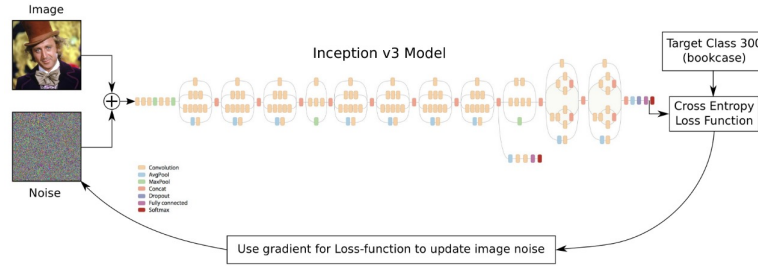 Image
Inception v3 Model
Target Class 300
(bookcase)
Cross Entropy
Loss Function
Noise
Convolution
AvgPool
MaxPool
Concat
Dropout
Fully connected
Softmax
Use gradient for Loss-function to update image noise